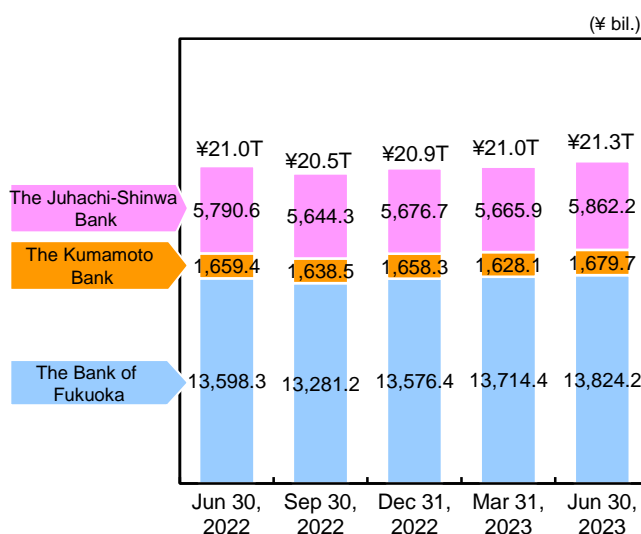 (¥ bil.)
¥21.0T
¥20.5T
¥20.9T
¥21.0T
¥21.3T
The Juhachi-Shinwa
Bank
5,790.6
5,644.3
5,676.7
5,665.9
5,862.2
The Kumamoto
Bank
1,659.4
1,638.5
1,658.3
1,628.1
1,679.7
The Bank of
Fukuoka
13,598.3
13,281.2
13,576.4
13,714.4
13,824.2
Jun 30,
2022
Sep 30,
2022
Dec 31,
2022
Mar 31,
2023
Jun 30,
2023